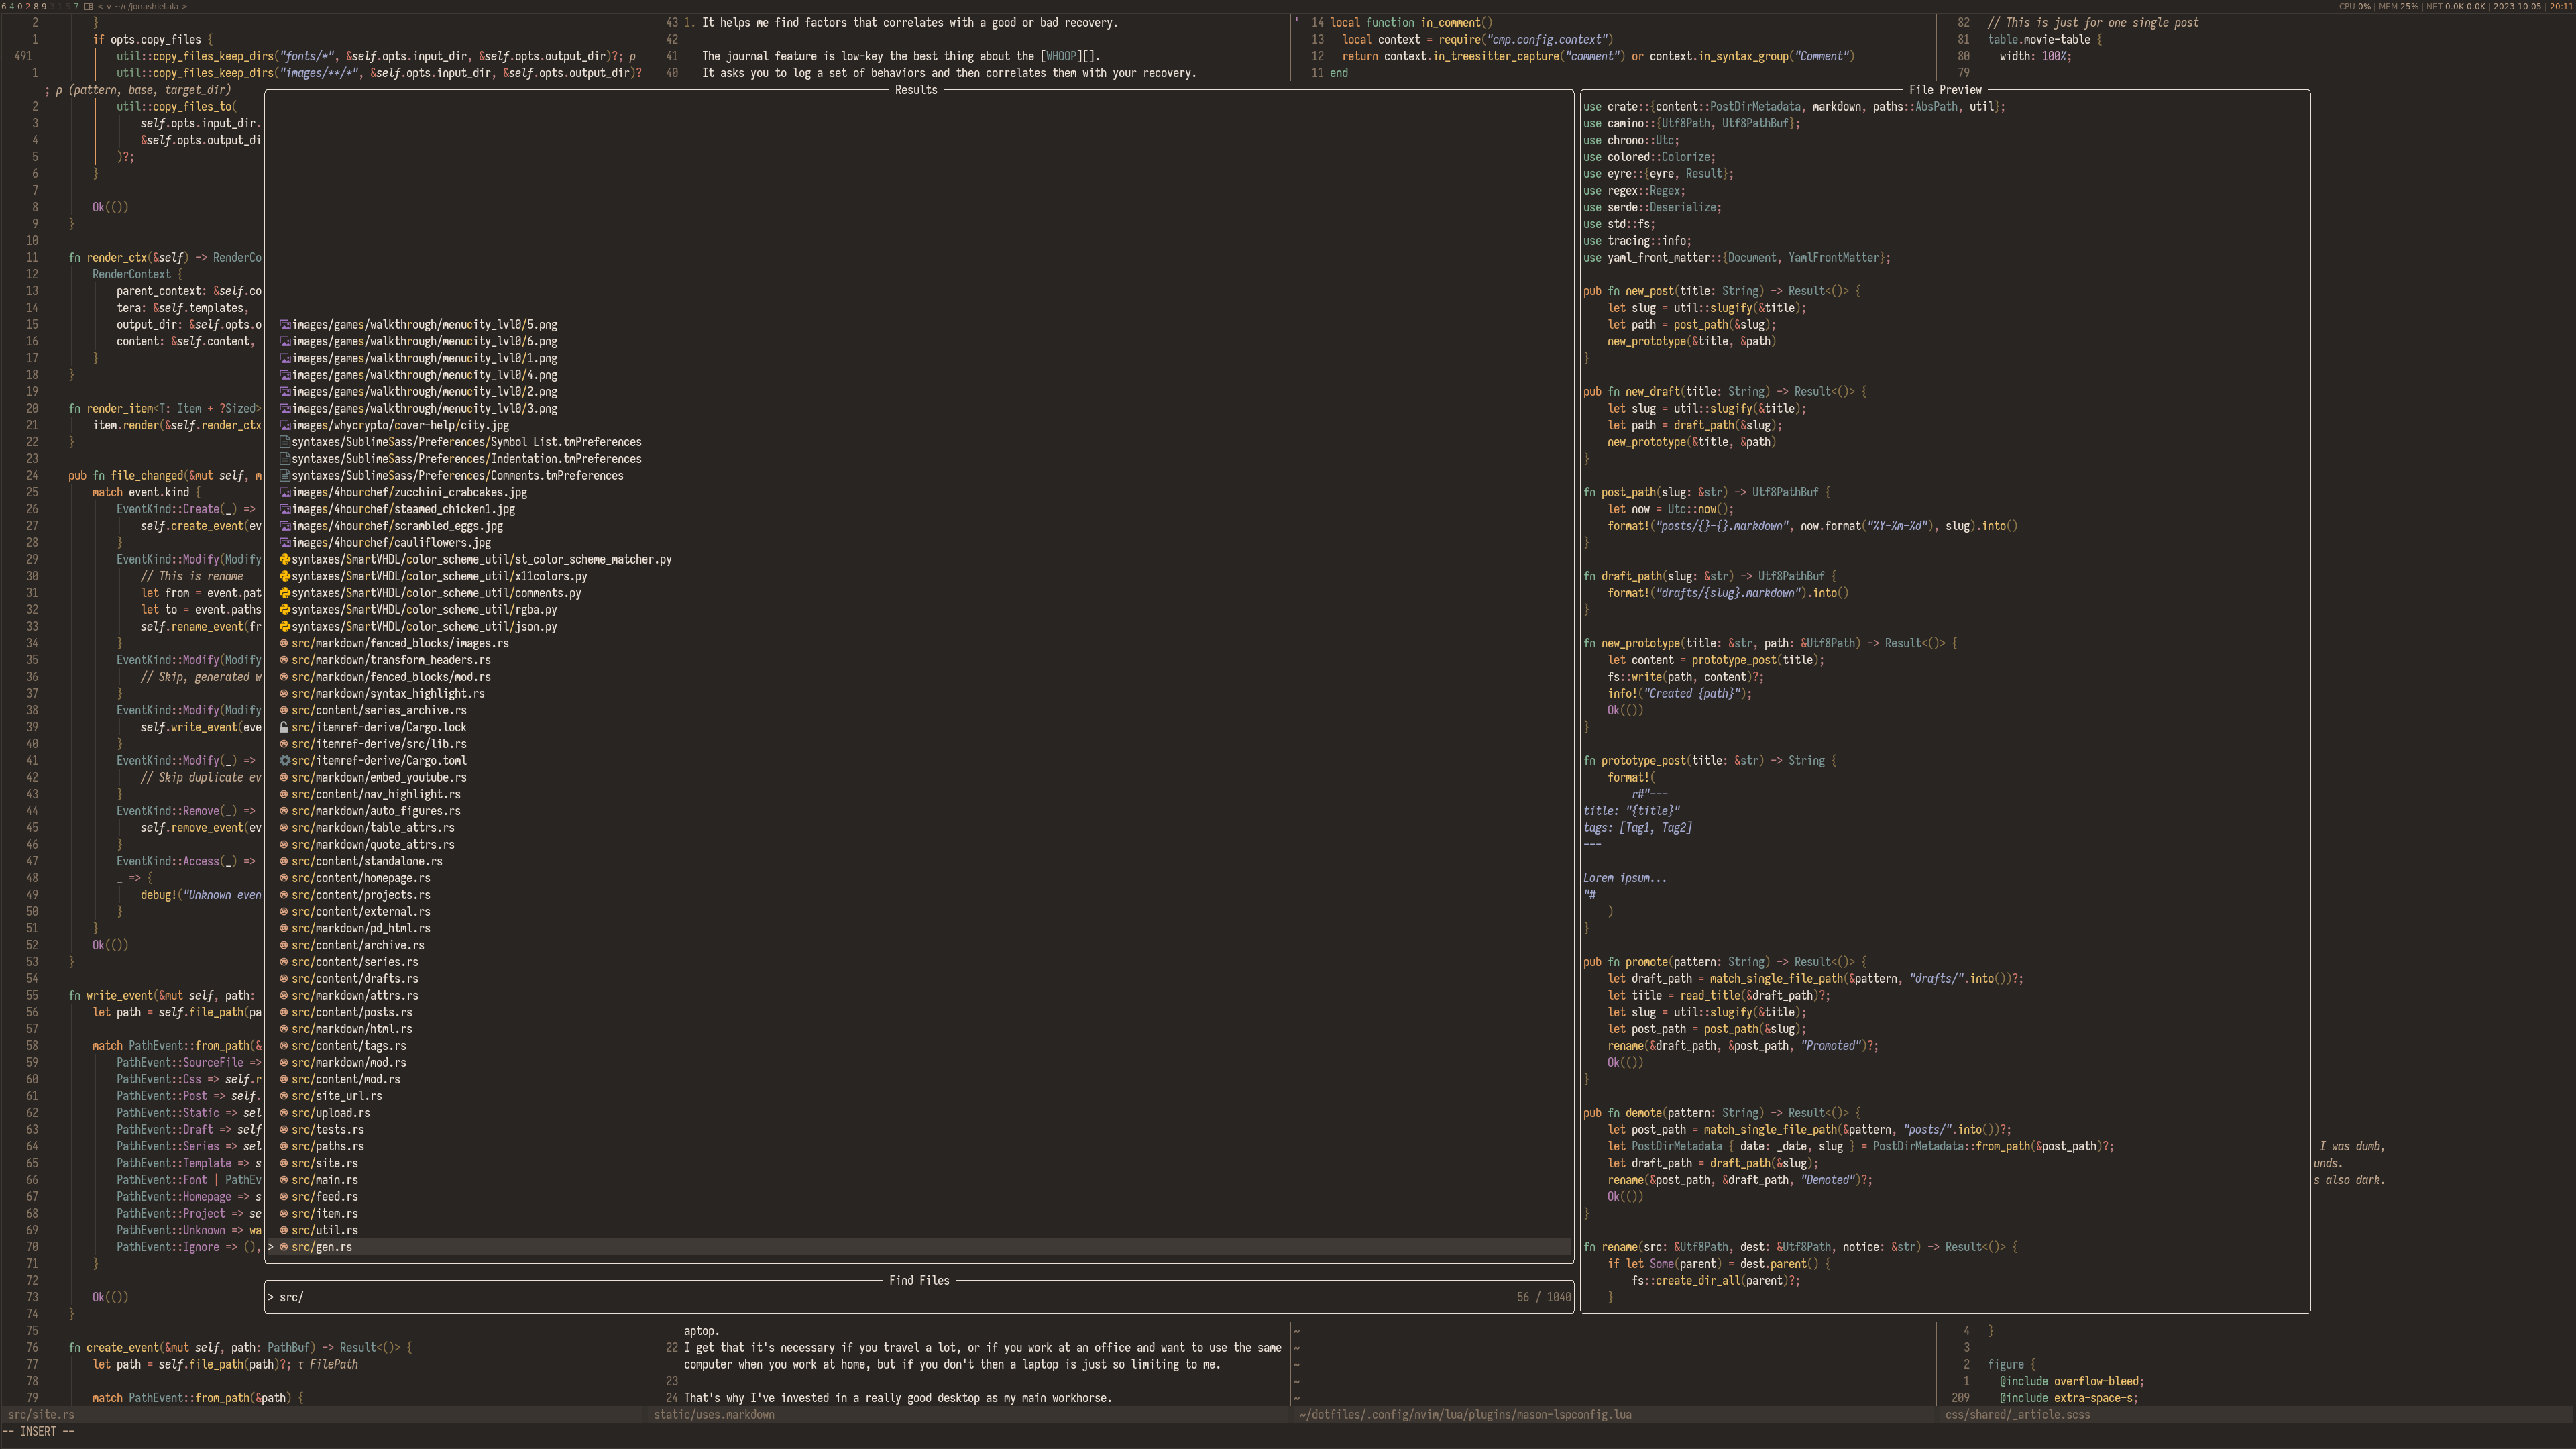 6 4 0 2 8 9 3 1 5 7 < v ~/c/jonashietala >
CPU 0% | MEM 25% | NET 0.0K 0.0K | 2023-10-05 | 20:11
2 }
1 if opts.copy_files {
491 util::copy_files_keep_dirs("fonts/*", &self.opts.input_dir, &self.opts.output_dir)?; p
1 util::copy_files_keep_dirs("images/**/*", &self.opts.input_dir, &self.opts.output_dir)?
; p (pattern, base, target_dir)
2 util::copy_files_to(
3 self.opts.input_dir.
4 &self.opts.output_di
5 )?;
6 }
7
8 Ok(())
9 }
10
11 fn render_ctx(&self) -> RenderCo
12 RenderContext {
13 parent_context: &self.co
14 tera: &self.templates,
15 output_dir: &self.opts.o
16 content: &self.content,
17 }
18 }
19
20 fn render_item<T: Item + ?Sized>
21 item.render(&self.render_ctx
22 }
23
24 pub fn file_changed(&mut self, m
25 match event.kind {
26 EventKind::Create(_) =>
27 self.create_event(ev
28 }
29 EventKind::Modify(Modify
30 // This is rename
31 let from = event.pat
32 let to = event.paths
33 self.rename_event(fr
34 }
35 EventKind::Modify(Modify
36 // Skip, generated w
37 }
38 EventKind::Modify(Modify
39 self.write_event(eve
40 }
41 EventKind::Modify(_) =>
42 // Skip duplicate ev
43 }
44 EventKind::Remove(_) =>
45 self.remove_event(ev
46 }
47 EventKind::Access(_) =>
48 _ => {
49 debug!("Unknown even
50 }
51 }
52 Ok(())
53 }
54
55 fn write_event(&mut self, path:
56 let path = self.file_path(pa
57
58 match PathEvent::from_path(&
59 PathEvent::SourceFile =>
60 PathEvent::Css => self.r
61 PathEvent::Post => self.
62 PathEvent::Static => sel
63 PathEvent::Draft => self
64 PathEvent::Series => sel
65 PathEvent::Template => s
66 PathEvent::Font | PathEv
67 PathEvent::Homepage => s
68 PathEvent::Project => se
69 PathEvent::Unknown => wa
70 PathEvent::Ignore => (),
71 }
72
73 Ok(())
74 }
75
76 fn create_event(&mut self, path: PathBuf) -> Result<()> {
77 let path = self.file_path(path)?; τ FilePath
78
79 match PathEvent::from_path(&path) {
src/site.rs
-- INSERT --
43 1. It helps me find factors that correlates with a good or bad recovery.
42
41 The journal feature is low-key the best thing about the [WHOOP][].
40 It asks you to log a set of behaviors and then correlates them with your recovery.
' 14 local function in_comment()
13 local context = require("cmp.config.context")
12 return context.in_treesitter_capture("comment") or context.in_syntax_group("Comment")
11 end
82 // This is just for one single post
81 table.movie-table {
80 width: 100%;
79
Results
images/games/walkthrough/menucity_lvl0/5.png
images/games/walkthrough/menucity_lvl0/6.png
images/games/walkthrough/menucity_lvl0/1.png
images/games/walkthrough/menucity_lvl0/4.png
images/games/walkthrough/menucity_lvl0/2.png
images/games/walkthrough/menucity_lvl0/3.png
images/whycrypto/cover-help/city.jpg
syntaxes/SublimeSass/Preferences/Symbol List.tmPreferences
syntaxes/SublimeSass/Preferences/Indentation.tmPreferences
syntaxes/SublimeSass/Preferences/Comments.tmPreferences
images/4hourchef/zucchini_crabcakes.jpg
images/4hourchef/steamed_chicken1.jpg
images/4hourchef/scrambled_eggs.jpg
images/4hourchef/cauliflowers.jpg
syntaxes/SmartVHDL/color_scheme_util/st_color_scheme_matcher.py
syntaxes/SmartVHDL/color_scheme_util/x11colors.py
syntaxes/SmartVHDL/color_scheme_util/comments.py
syntaxes/SmartVHDL/color_scheme_util/rgba.py
syntaxes/SmartVHDL/color_scheme_util/json.py
src/markdown/fenced_blocks/images.rs
src/markdown/transform_headers.rs
src/markdown/fenced_blocks/mod.rs
src/markdown/syntax_highlight.rs
src/content/series_archive.rs
src/itemref-derive/Cargo.lock
src/itemref-derive/src/lib.rs
src/itemref-derive/Cargo.toml
src/markdown/embed_youtube.rs
src/content/nav_highlight.rs
src/markdown/auto_figures.rs
src/markdown/table_attrs.rs
src/markdown/quote_attrs.rs
src/content/standalone.rs
src/content/homepage.rs
src/content/projects.rs
src/content/external.rs
src/markdown/pd_html.rs
src/content/archive.rs
src/content/series.rs
src/content/drafts.rs
src/markdown/attrs.rs
src/content/posts.rs
src/markdown/html.rs
src/content/tags.rs
src/markdown/mod.rs
src/content/mod.rs
src/site_url.rs
src/upload.rs
src/tests.rs
src/paths.rs
src/site.rs
src/main.rs
src/feed.rs
src/item.rs
src/util.rs
> src/gen.rs
Find Files
> src/
56 / 1040
File Preview
use crate::{content::PostDirMetadata, markdown, paths::AbsPath, util};
use camino::{Utf8Path, Utf8PathBuf};
use chrono::Utc;
use colored::Colorize;
use eyre::{eyre, Result};
use regex::Regex;
use serde::Deserialize;
use std::fs;
use tracing::info;
use yaml_front_matter::{Document, YamlFrontMatter};
pub fn new_post(title: String) -> Result<()> {
let slug = util::slugify(&title);
let path = post_path(&slug);
new_prototype(&title, &path)
}
pub fn new_draft(title: String) -> Result<()> {
let slug = util::slugify(&title);
let path = draft_path(&slug);
new_prototype(&title, &path)
}
fn post_path(slug: &str) -> Utf8PathBuf {
let now = Utc::now();
format!("posts/{}-{}.markdown", now.format("%Y-%m-%d"), slug).into()
}
fn draft_path(slug: &str) -> Utf8PathBuf {
format!("drafts/{slug}.markdown").into()
}
fn new_prototype(title: &str, path: &Utf8Path) -> Result<()> {
let content = prototype_post(title);
fs::write(path, content)?;
info!("Created {path}");
Ok(())
}
fn prototype_post(title: &str) -> String {
format!(
r#"---
title: "{title}"
tags: [Tag1, Tag2]
---
Lorem ipsum...
"#
)
}
pub fn promote(pattern: String) -> Result<()> {
let draft_path = match_single_file_path(&pattern, "drafts/".into())?;
let title = read_title(&draft_path)?;
let slug = util::slugify(&title);
let post_path = post_path(&slug);
rename(&draft_path, &post_path, "Promoted")?;
Ok(())
}
pub fn demote(pattern: String) -> Result<()> {
let post_path = match_single_file_path(&pattern, "posts/".into())?;
let PostDirMetadata { date: _date, slug } = PostDirMetadata::from_path(&post_path)?;
let draft_path = draft_path(&slug);
rename(&post_path, &draft_path, "Demoted")?;
Ok(())
}
fn rename(src: &Utf8Path, dest: &Utf8Path, notice: &str) -> Result<()> {
if let Some(parent) = dest.parent() {
fs::create_dir_all(parent)?;
}
I was dumb,
unds.
s also dark.
aptop.
22 I get that it's necessary if you travel a lot, or if you work at an office and want to use the same
computer when you work at home, but if you don't then a laptop is just so limiting to me.
23
24 That's why I've invested in a really good desktop as my main workhorse.
static/uses.markdown
~
~
~
~
~
~/dotfiles/.config/nvim/lua/plugins/mason-lspconfig.lua
4 }
3
2 figure {
1 @include overflow-bleed;
209 @include extra-space-s;
css/shared/_article.scss